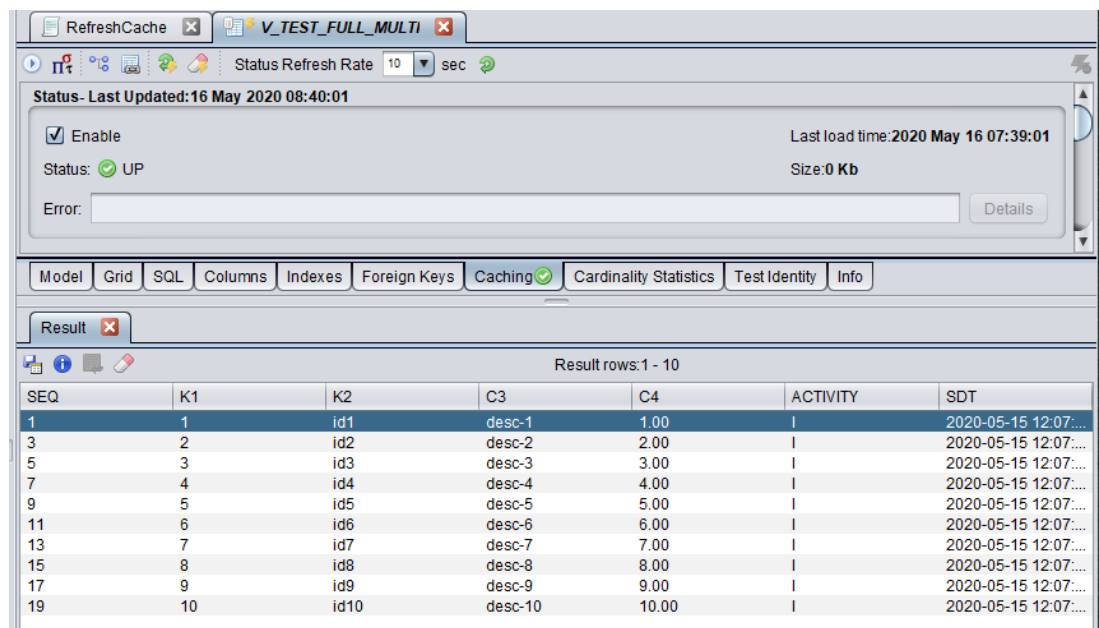 RefreshCache V_TEST_FULL_MULTI
Status Refresh Rate 10 sec
Status- Last Updated:16 May 2020 08:40:01
Enable Last load time:2020 May 16 07:39:01
Status: UP Size:0 Kb
Error: Details
Model Grid SQL Columns Indexes Foreign Keys Caching Cardinality Statistics Test Identity Info
Result
Result rows:1 - 10
SEQ K1 K2 C3 C4 ACTIVITY SDT
1 1 id1 desc-1 1.00 I 2020-05-15 12:07:...
3 2 id2 desc-2 2.00 I 2020-05-15 12:07:...
5 3 id3 desc-3 3.00 I 2020-05-15 12:07:...
7 4 id4 desc-4 4.00 I 2020-05-15 12:07:...
9 5 id5 desc-5 5.00 I 2020-05-15 12:07:...
11 6 id6 desc-6 6.00 I 2020-05-15 12:07:...
13 7 id7 desc-7 7.00 I 2020-05-15 12:07:...
15 8 id8 desc-8 8.00 I 2020-05-15 12:07:...
17 9 id9 desc-9 9.00 I 2020-05-15 12:07:...
19 10 id10 desc-10 10.00 I 2020-05-15 12:07:...